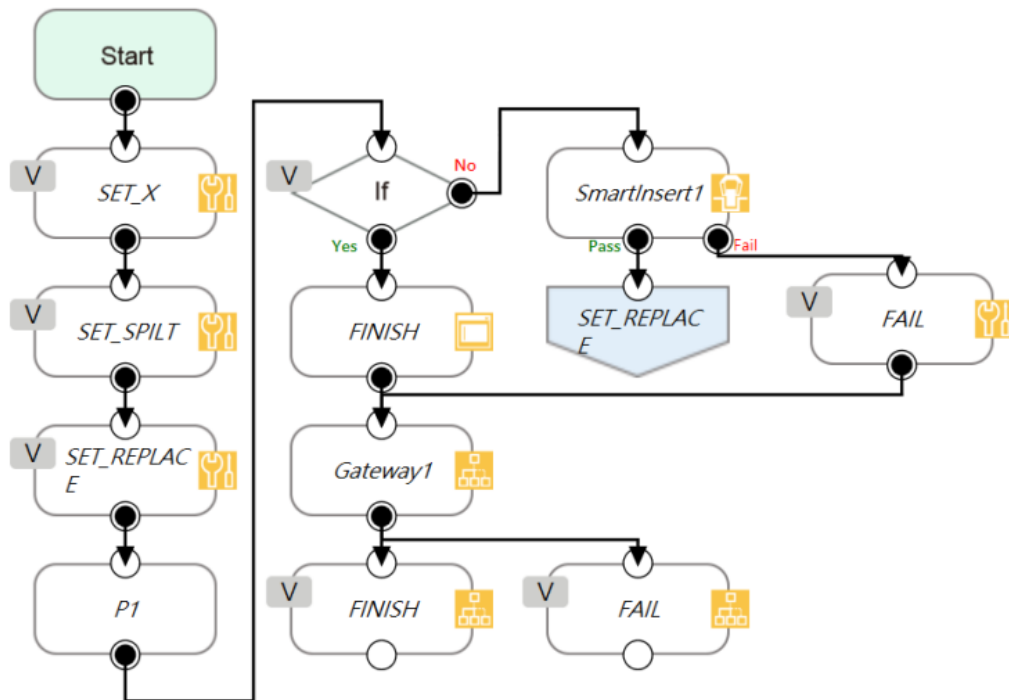 Start
V
SET_X
V
SET_SPILT
V
SET_REPLAC
E
P1
V
If
No
Yes
FINISH
SmartInsert1
Pass
Fail
SET_REPLAC
E
V
FAIL
Gateway1
V
FINISH
V
FAIL